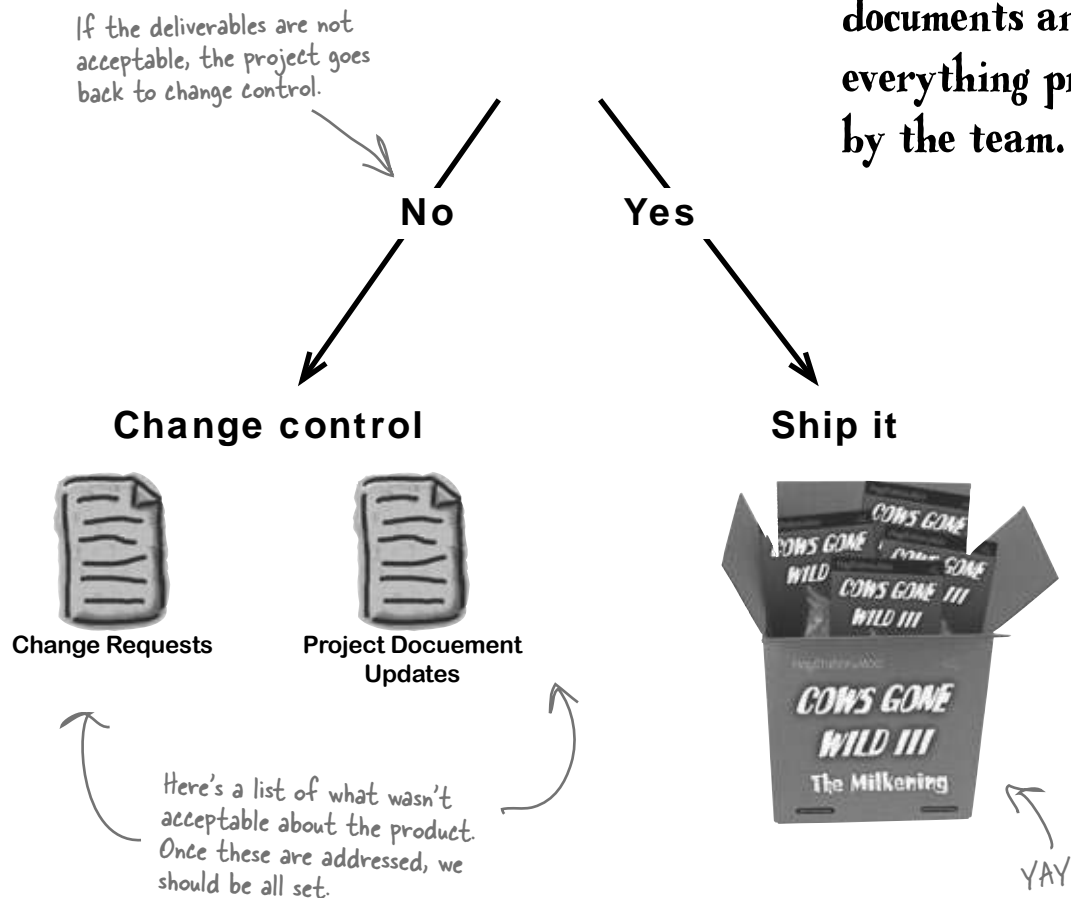 If the deliverables are not
acceptable, the project goes
back to change control.
documents
everything
by the team.
No
Yes
Change control
Ship it
Change Requests
Project Docuement
Updates
COWS GONE
COWS GONE
WILD
GONE
III
COWS GONE
WILD III
COWS GONE
WILD III
The Milkening
Here's a list of what wasn't
acceptable about the product.
Once these are addressed, we
should be all set.
YAY